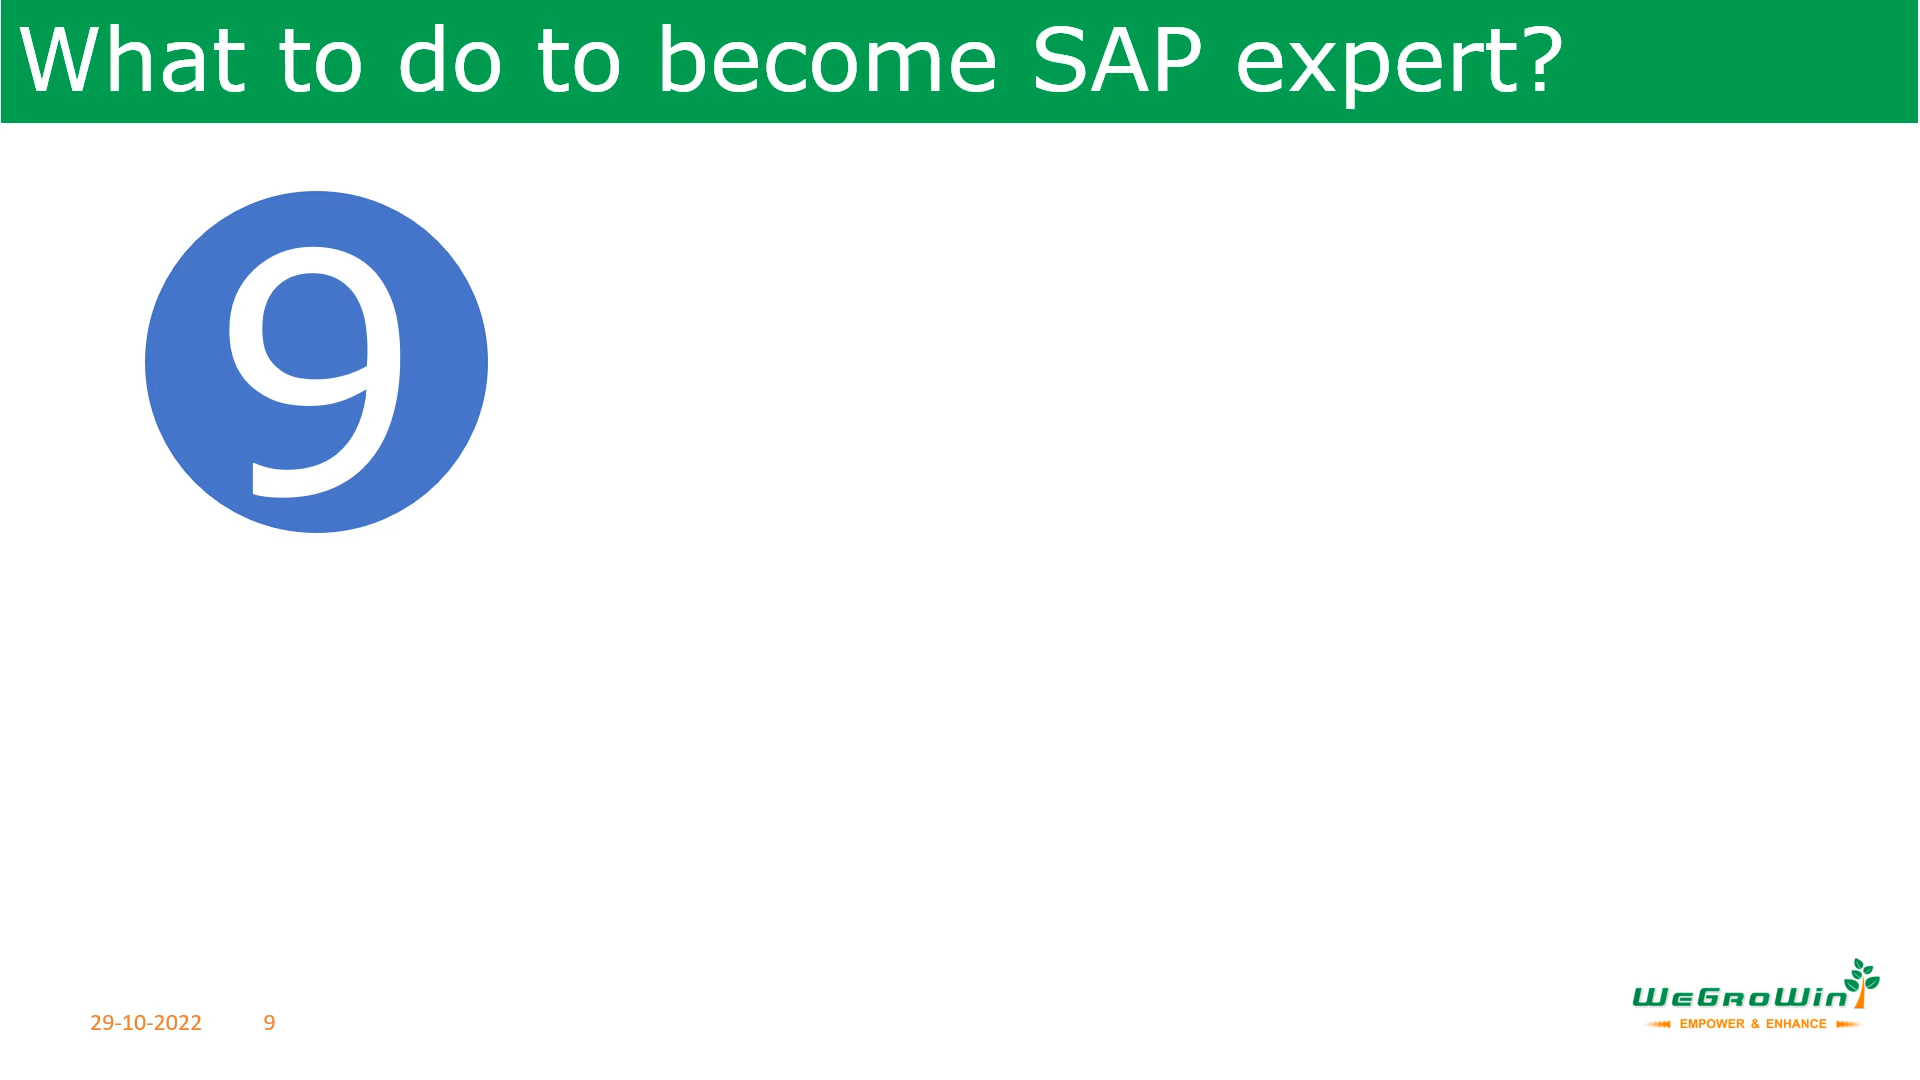 What to do to become SAP expert?
9
29-10-2022 9
WeGroWin
EMPOWER & ENHANCE